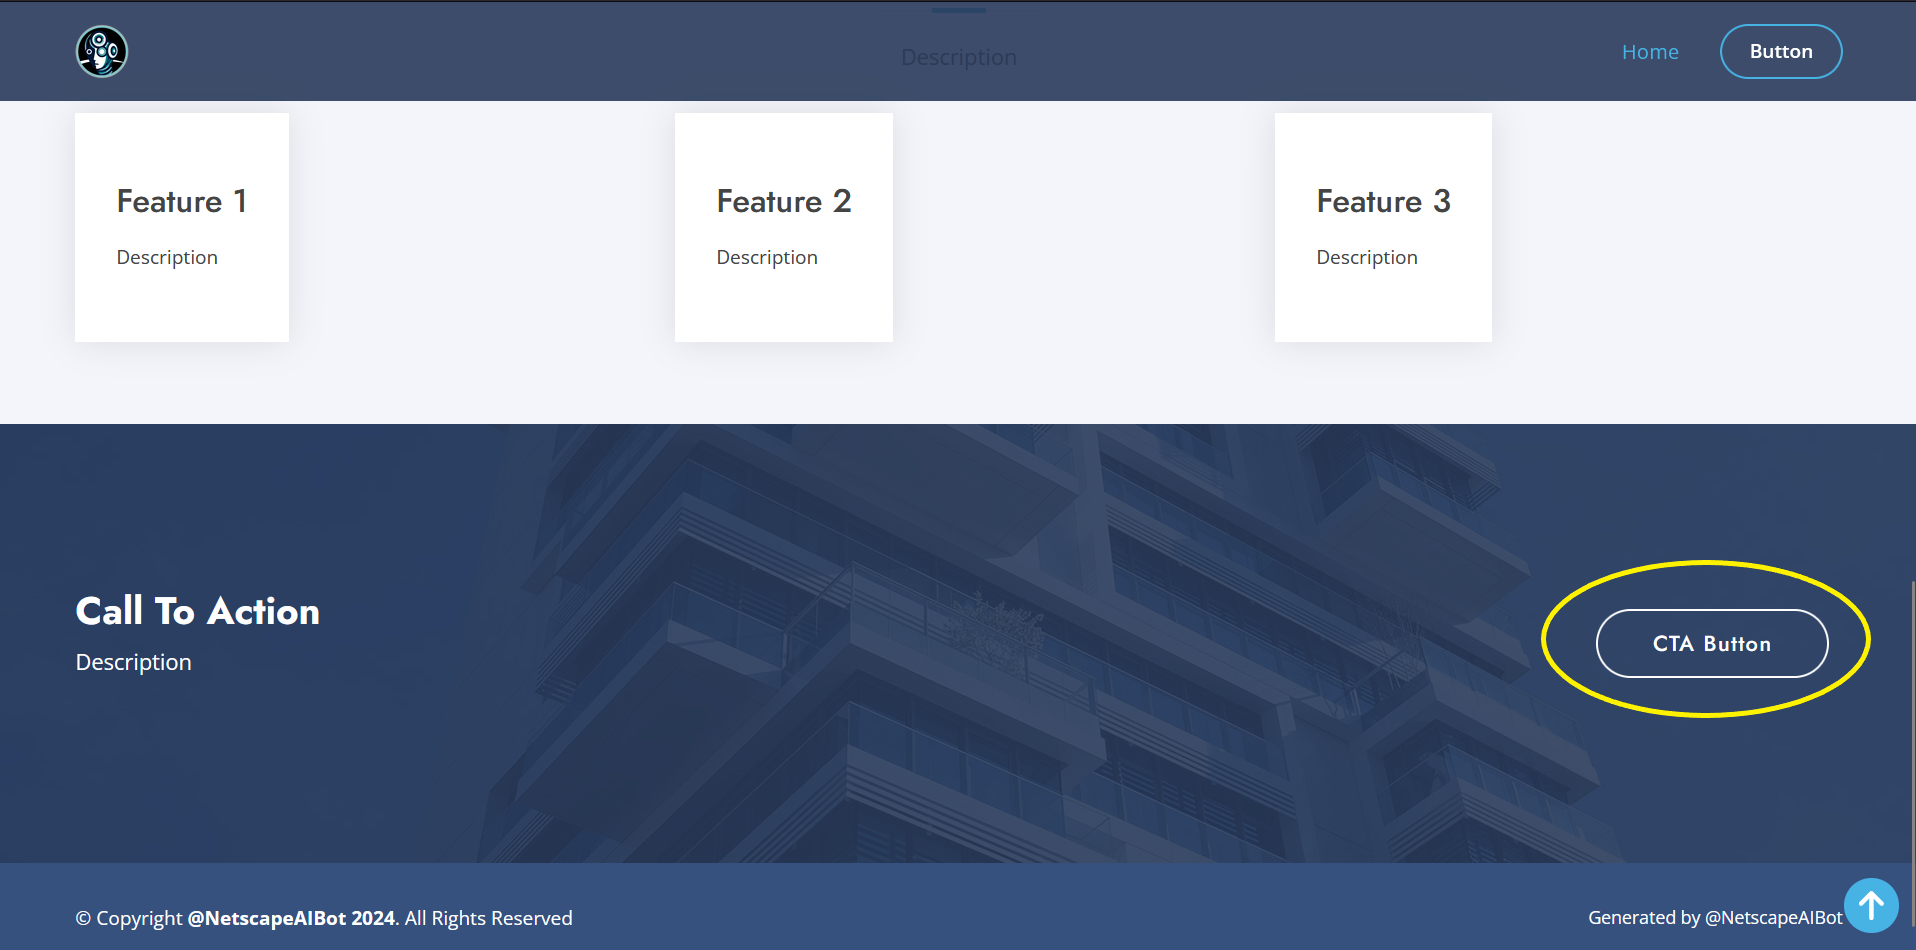 Description
Home
Button
Feature 1
Description
Feature 2
Description
Feature 3
Description
Call To Action
Description
CTA Button
© Copyright @NetscapeAIBot 2024. All Rights Reserved
Generated by @NetscapeAIBot